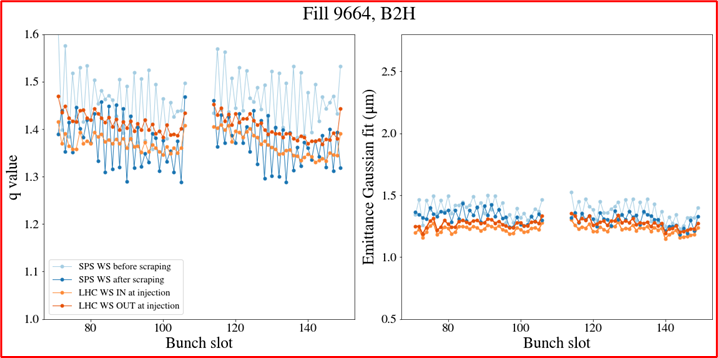 Fill 9664, B2H
q value
1.6
1.5
1.4
1.3
1.2
1.1
1.0
SPS WS before scraping
SPS WS after scraping
LHC WS IN at injection
LHC WS OUT at injection
80 100 120 140
Bunch slot
Emittance Gaussian fit (μm)
2.5
2.0
1.5
1.0
0.5
80 100 120 140
Bunch slot